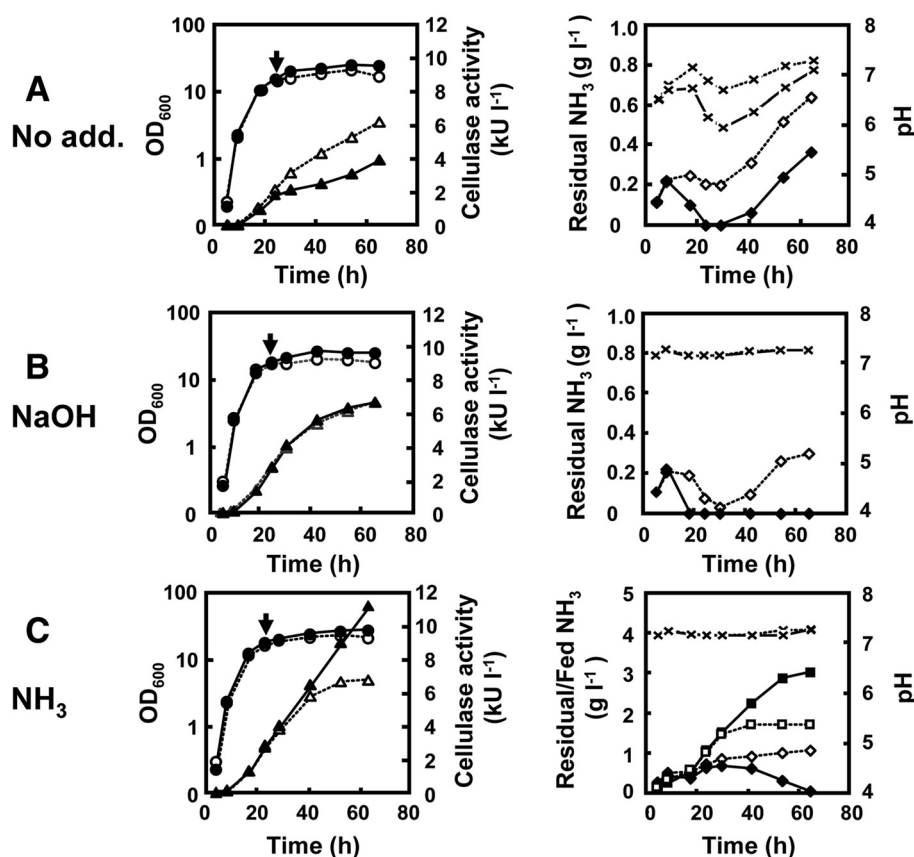 A
No add.
100
10
1
0
OD600
12
10
8
6
4
2
0
Cellulase activity
(kU l-1)
0 20 40 60 80
Time (h)
1.0
0.8
0.6
0.4
0.2
0
Residual NH3 (g l-1)
8
7
6
5
4
pH
0 20 40 60 80
Time (h)
B
NaOH
100
10
1
0
OD600
12
10
8
6
4
2
0
Cellulase activity
(kU l-1)
0 20 40 60 80
Time (h)
1.0
0.8
0.6
0.4
0.2
0
Residual NH3 (g l-1)
8
7
6
5
4
pH
0 20 40 60 80
Time (h)
C
NH3
100
10
1
0
OD600
12
10
8
6
4
2
0
Cellulase activity
(kU l-1)
0 20 40 60 80
Time (h)
5
4
3
2
1
0
Residual/Fed NH3
(g l-1)
8
7
6
5
4
pH
0 20 40 60 80
Time (h)